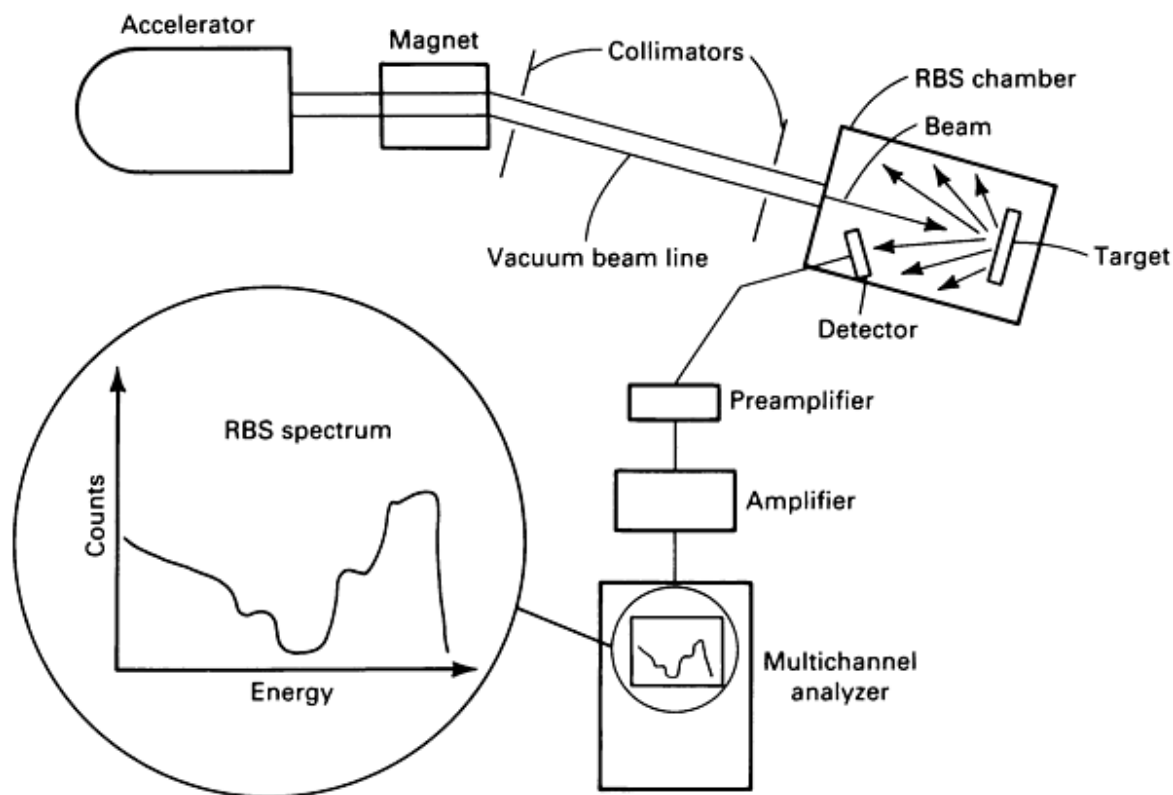 Accelerator
Magnet
Collimators
RBS chamber
Beam
Vacuum beam line
Target
Detector
Preamplifier
RBS spectrum
Counts
Amplifier
Energy
Multichannel
analyzer